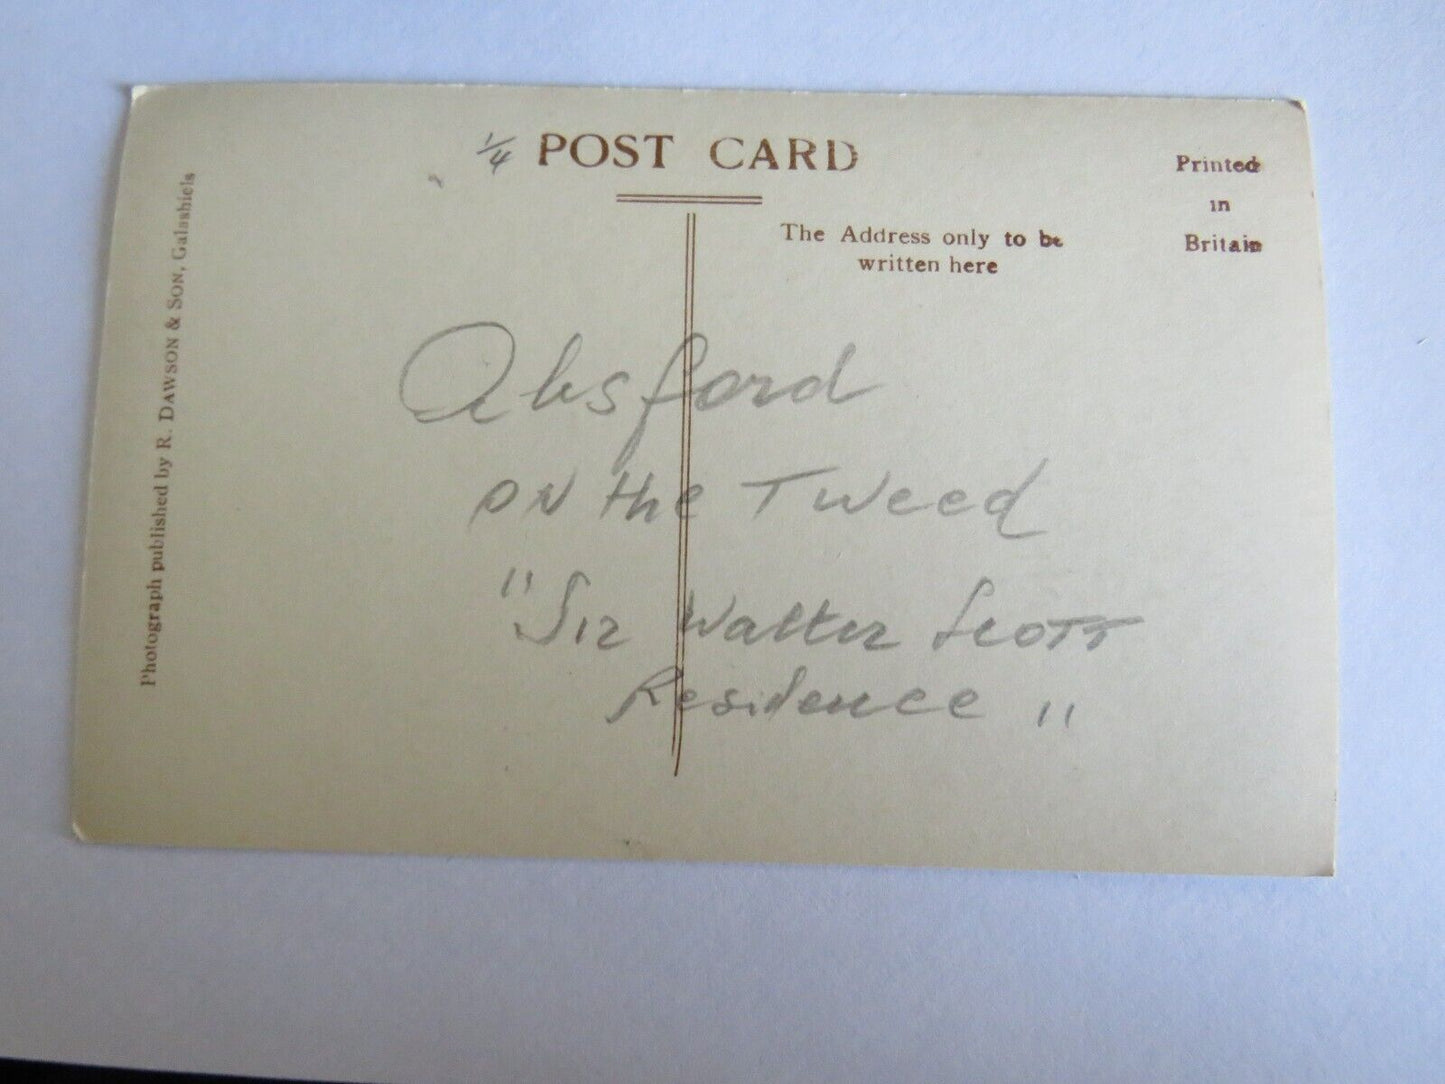 1/4 POST CARD
Printed
in
Britain
The Address only to be
written here
Photograph published by R. DAWSON & SON, Galashiels
Absford
on the Tweed
"Sir Walter Scott
Residence"